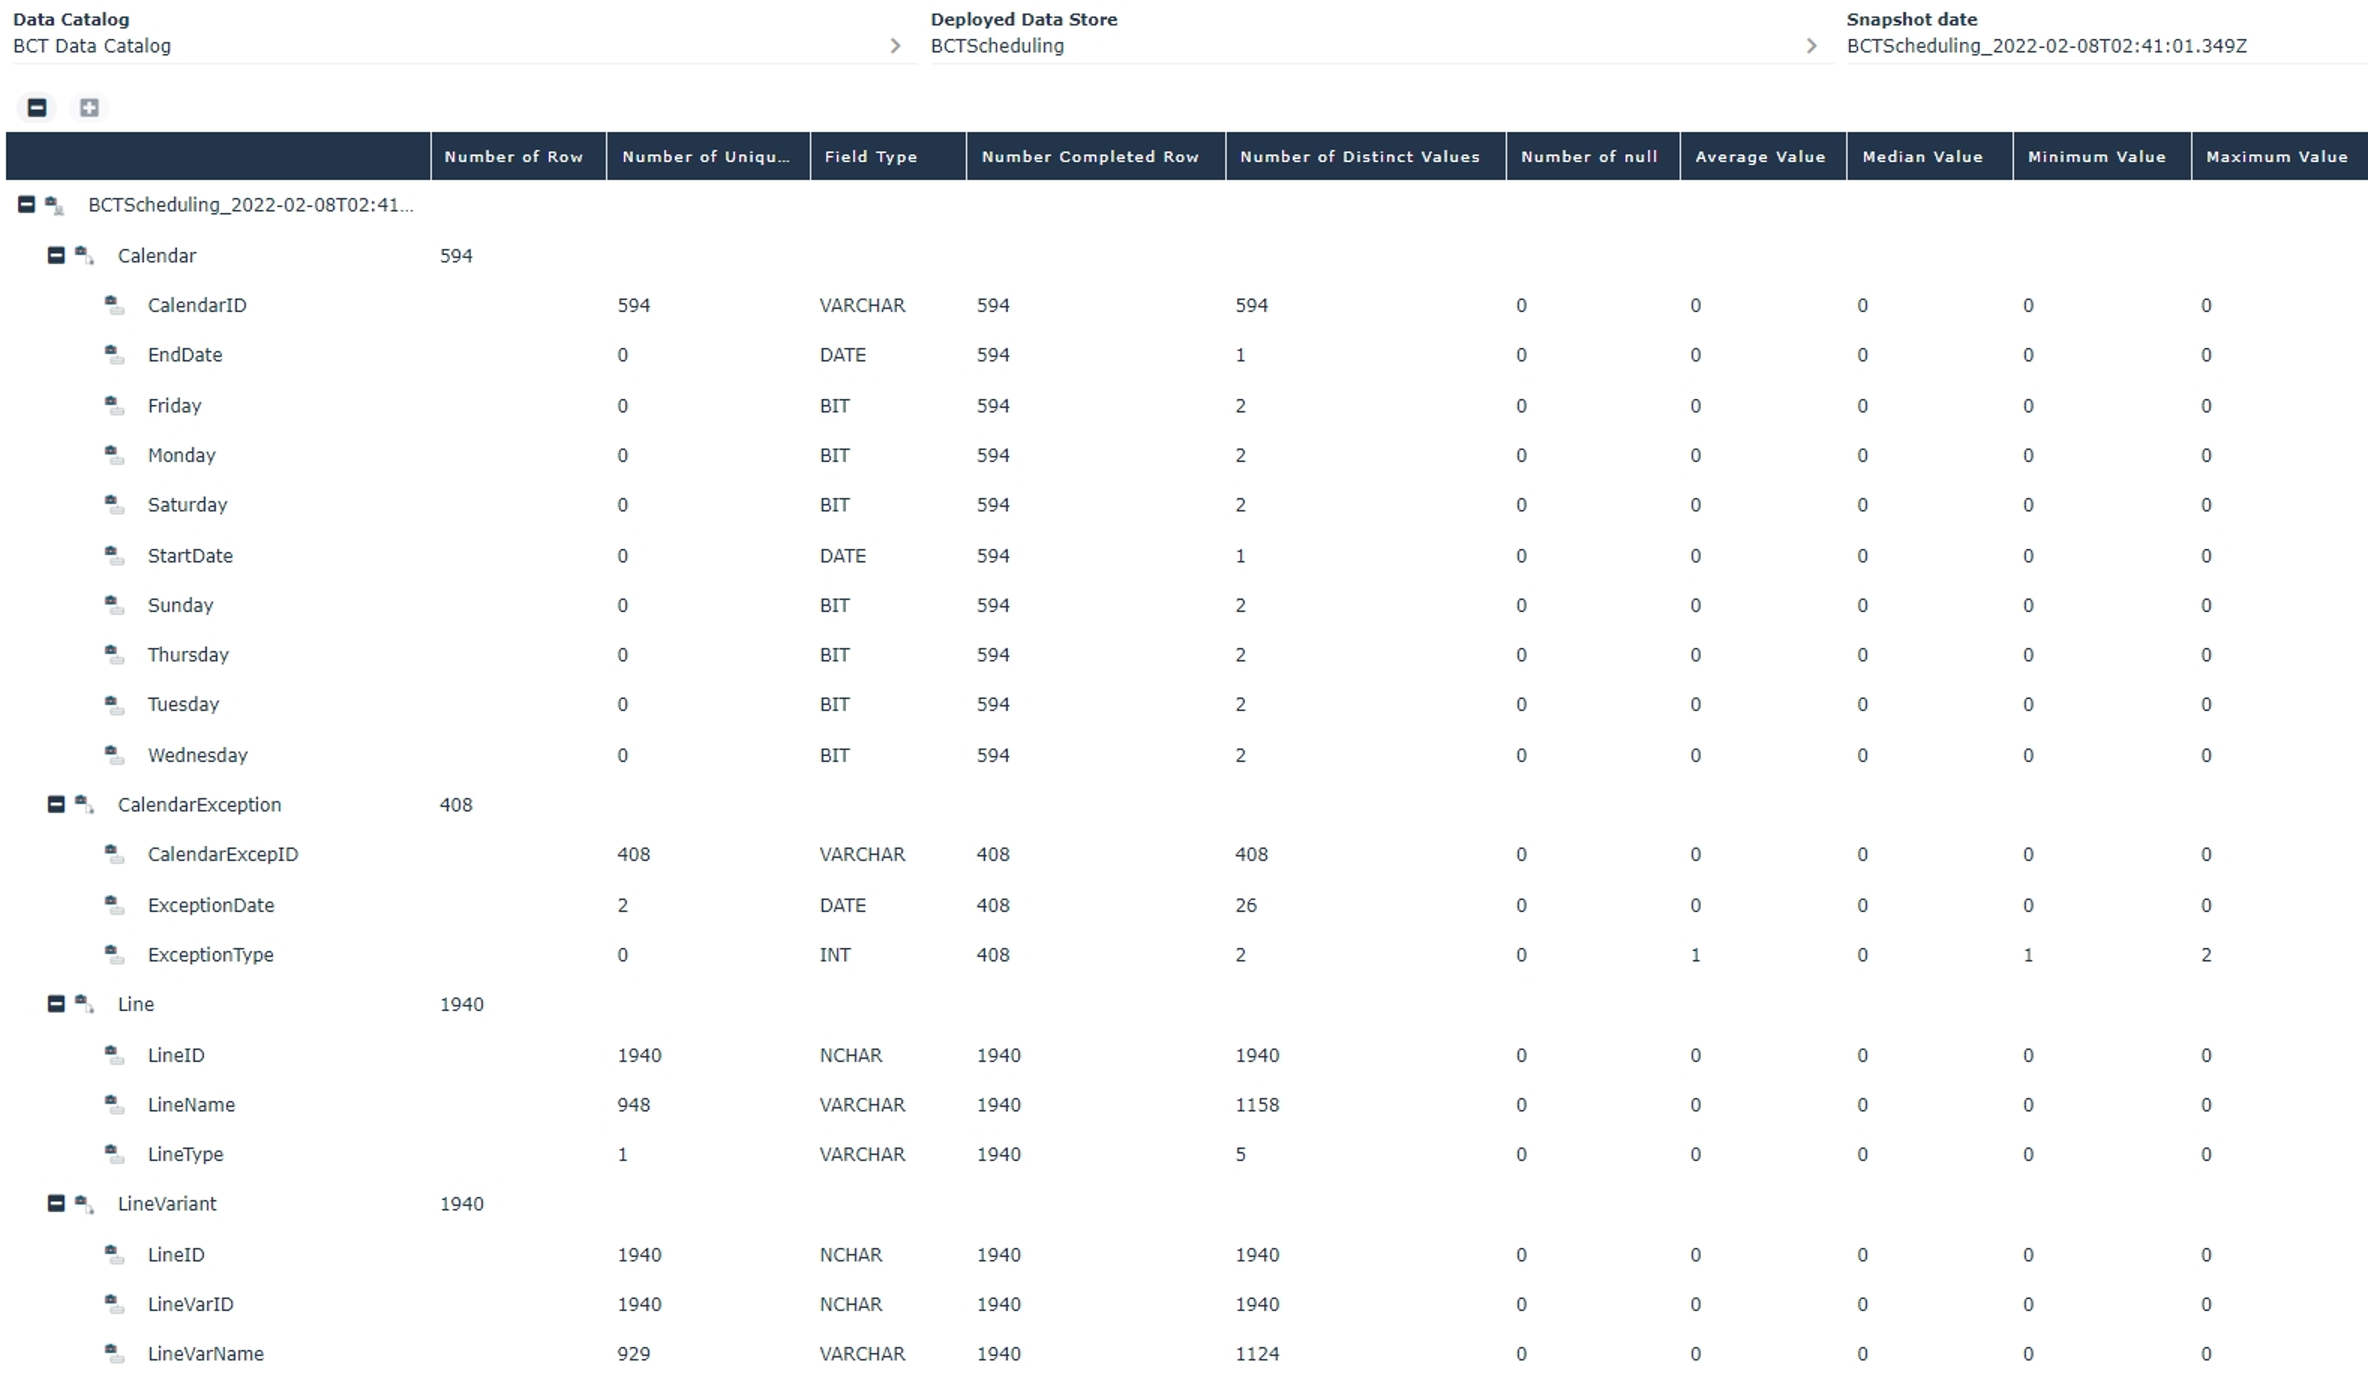 Data Catalog Deployed Data Store Snapshot date
BCT Data Catalog BCTScheduling BCTScheduling_2022-02-08T02:41:01.349Z
Number of Row Number of Uniqu... Field Type Number Completed Row Number of Distinct Values Number of null Average Value Median Value Minimum Value Maximum Value
BCTScheduling_2022-02-08T02:41...
Calendar 594
CalendarID 594 VARCHAR 594 594 0 0 0 0 0
EndDate 0 DATE 594 1 0 0 0 0 0
Friday 0 BIT 594 2 0 0 0 0 0
Monday 0 BIT 594 2 0 0 0 0 0
Saturday 0 BIT 594 2 0 0 0 0 0
StartDate 0 DATE 594 1 0 0 0 0 0
Sunday 0 BIT 594 2 0 0 0 0 0
Thursday 0 BIT 594 2 0 0 0 0 0
Tuesday 0 BIT 594 2 0 0 0 0 0
Wednesday 0 BIT 594 2 0 0 0 0 0
CalendarException 408
CalendarExcepID 408 VARCHAR 408 408 0 0 0 0 0
ExceptionDate 2 DATE 408 26 0 0 0 0 0
ExceptionType 0 INT 408 2 0 1 0 1 2
Line 1940
LineID 1940 NCHAR 1940 1940 0 0 0 0 0
LineName 948 VARCHAR 1940 1158 0 0 0 0 0
LineType 1 VARCHAR 1940 5 0 0 0 0 0
LineVariant 1940
LineID 1940 NCHAR 1940 1940 0 0 0 0 0
LineVarID 1940 NCHAR 1940 1940 0 0 0 0 0
LineVarName 929 VARCHAR 1940 1124 0 0 0 0 0